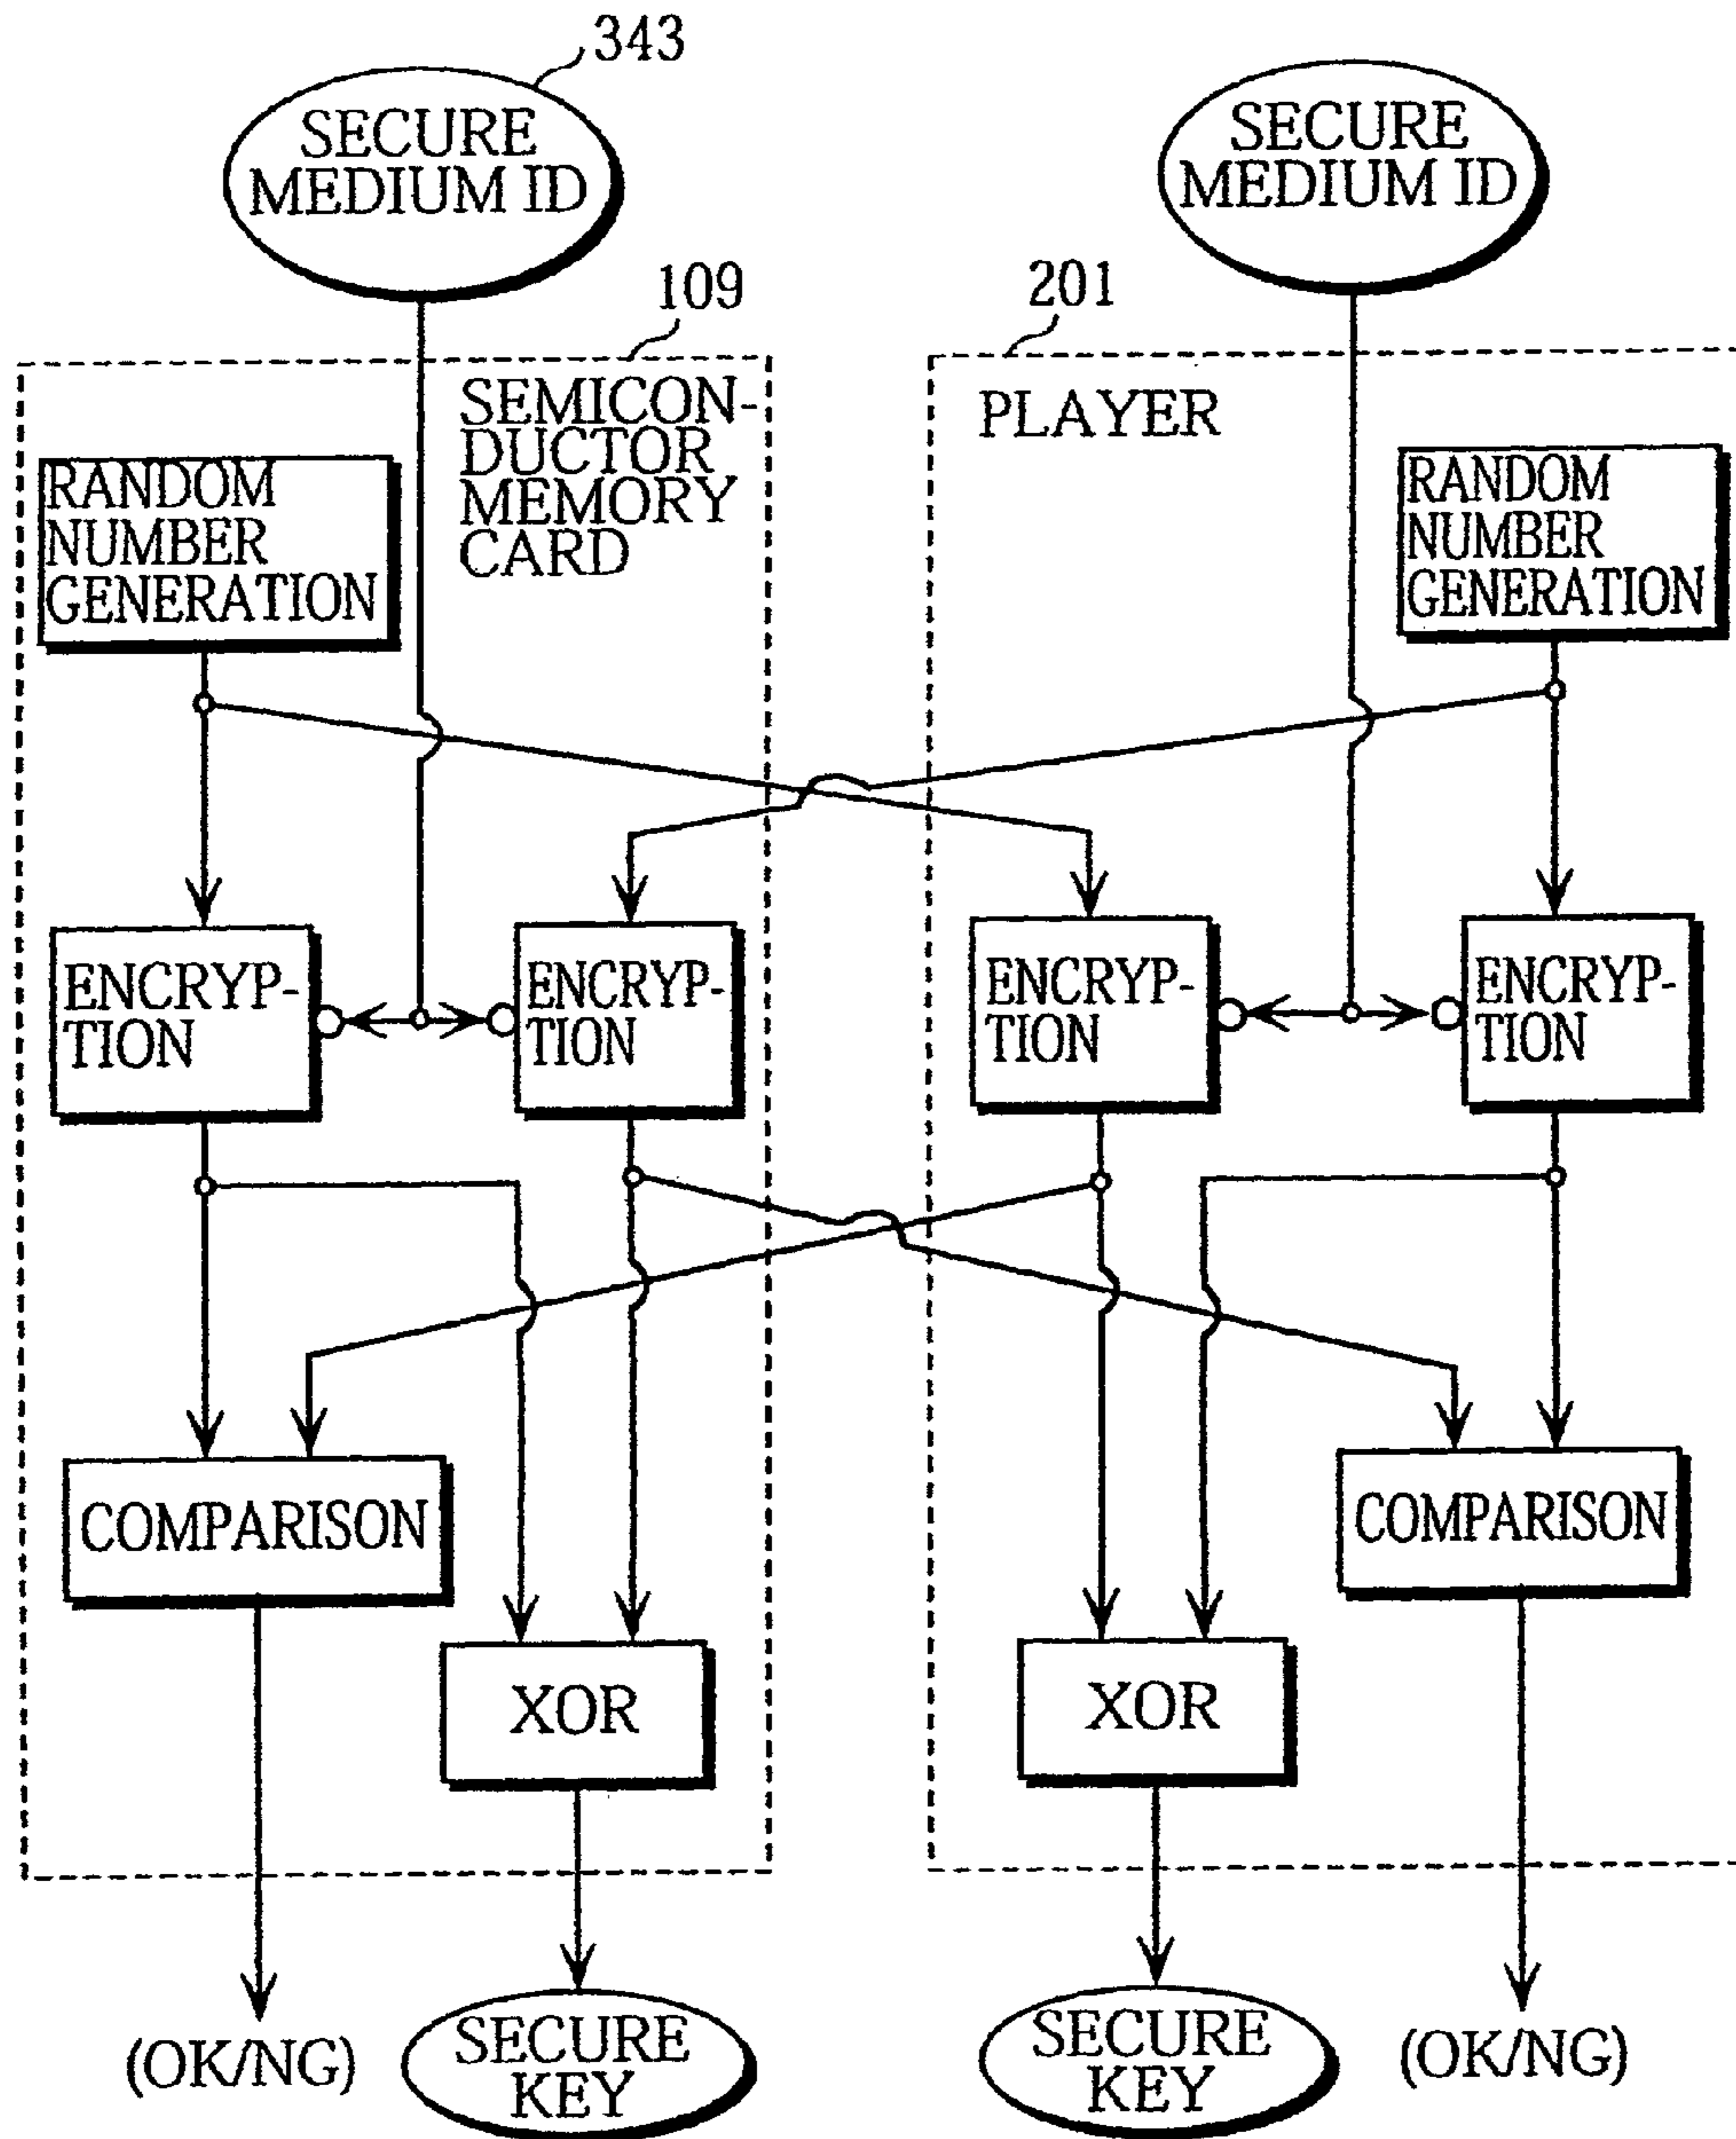 343
SECURE
MEDIUM ID
SECURE
MEDIUM ID
109
201
SEMICON-
DUCTOR
MEMORY
CARD
PLAYER
RANDOM
NUMBER
GENERATION
RANDOM
NUMBER
GENERATION
ENCRYP-
TION
ENCRYP-
TION
ENCRYP-
TION
ENCRYP-
TION
COMPARISON
COMPARISON
XOR
XOR
(OK/NG)
SECURE
KEY
SECURE
KEY
(OK/NG)